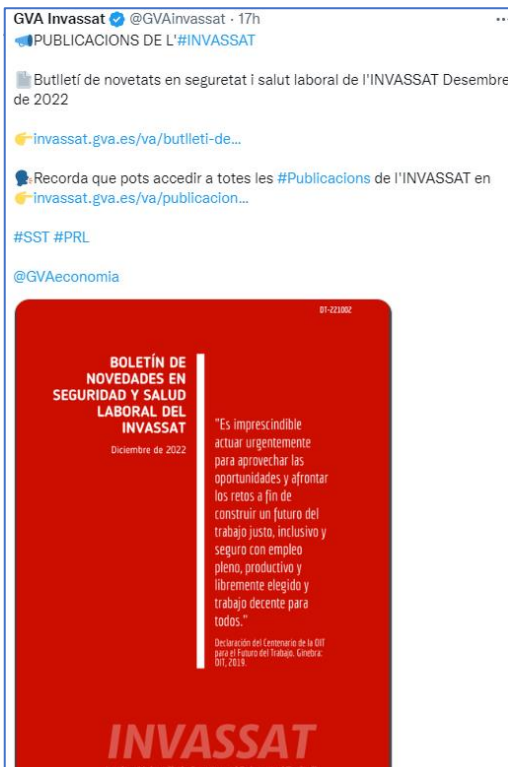 GVA Invassat @GVAinvassat · 17h
📣PUBLICACIONS DE L'#INVASSAT
📄Butlletí de novetats en seguretat i salut laboral de l'INVASSAT Desembre
de 2022
👉invassat.gva.es/va/butlleti-de…
🗣Recorda que pots accedir a totes les #Publicacions de l'INVASSAT en
👉invassat.gva.es/va/publicacion…
#SST #PRL
@GVAeconomia
DT-221002
BOLETÍN DE
NOVEDADES EN
SEGURIDAD Y SALUD
LABORAL DEL
INVASSAT
Diciembre de 2022
"Es imprescindible
actuar urgentemente
para aprovechar las
oportunidades y afrontar
los retos a fin de
construir un futuro del
trabajo justo, inclusivo y
seguro con empleo
pleno, productivo y
libremente elegido y
trabajo decente para
todos."
Declaración del Centenario de la OIT
para el Futuro del Trabajo. Ginebra:
OIT, 2019.
INVASSAT